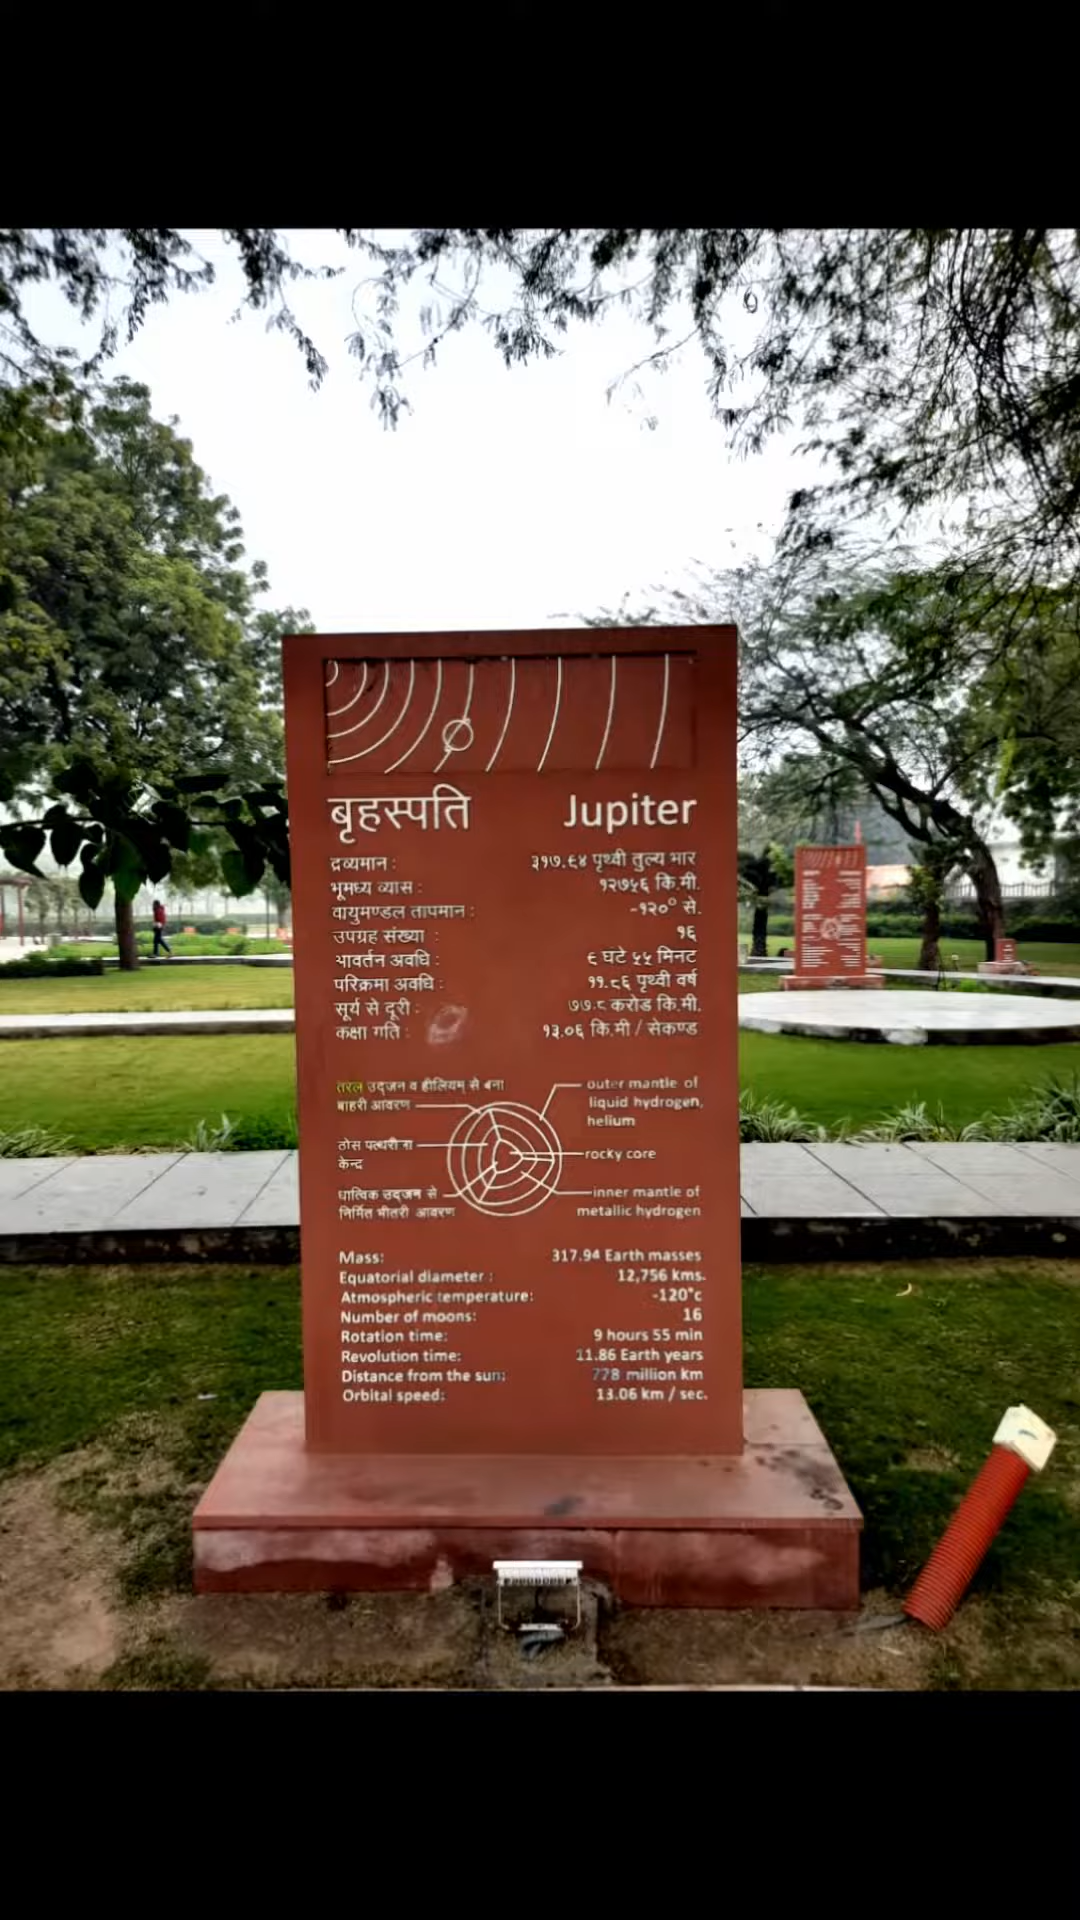 बृहस्पति Jupiter
द्रव्यमान : ३१७.९४ पृथ्वी तुल्य भार
भूमध्य व्यास : १२७५६ कि.मी.
वायुमण्डल तापमान : -१२०° से.
उपग्रह संख्या : १६
भावर्तन अवधि : ९ घंटे ५५ मिनट
परिक्रमा अवधि : ११.८६ पृथ्वी वर्ष
सूर्य से दूरी : ७७.८ करोड कि.मी.
कक्षा गति : १३.०६ कि.मी / सेकण्ड
तरल उद्जन व हीलियम् से बना
बाहरी आवरण
outer mantle of
liquid hydrogen,
helium
ठोस
केन्द्र
rocky core
धात्विक उद्जन से
निर्मित भीतरी आवरण
inner mantle of
metallic hydrogen
Mass: 317.94 Earth masses
Equatorial diameter : 12,756 kms.
Atmospheric temperature: -120°c
Number of moons: 16
Rotation time: 9 hours 55 min
Revolution time: 11.86 Earth years
Distance from the sun: 778 million km
Orbital speed: 13.06 km / sec.